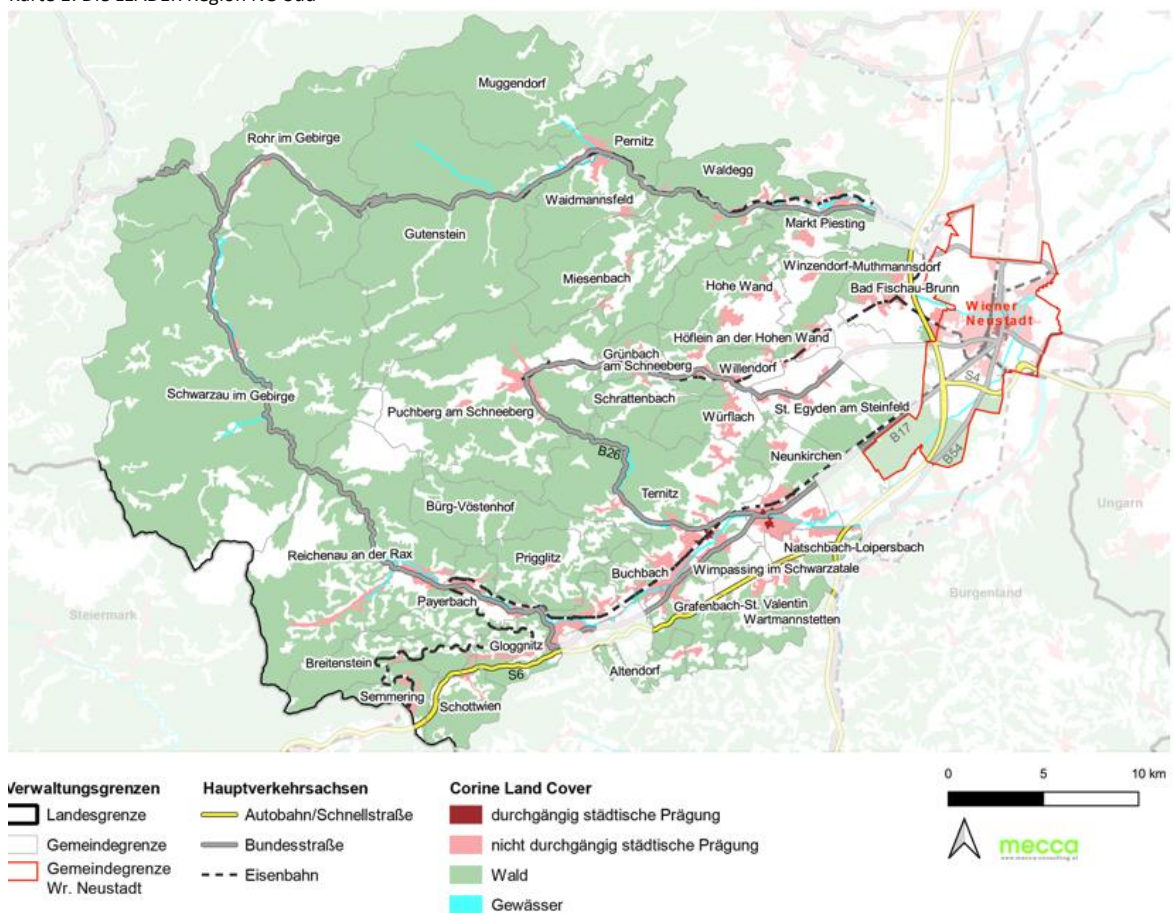 Muggendorf
Rohr im Gebirge
Pernitz
Waldegg
Waidmannsfeld
Markt Piesting
Gutenstein
Winzendorf-Muthmannsdorf
Miesenbach
Hohe Wand
Bad Fischau-Brunn
Wiener
Neustadt
Höflein an der Hohen Wand
Grünbach
am Schneeberg
Willendorf
S4
Schwarzau im Gebirge
Schrattenbach
Puchberg am Schneeberg
Würflach
St. Egyden am Steinfeld
B17
B54
B26
Neunkirchen
Ternitz
Ungarn
Bürg-Vöstenhof
Natschbach-Loipersbach
Reichenau an der Rax
Prigglitz
Buchbach
Wimpassing im Schwarzatale
Burgenland
Steiermark
Payerbach
Grafenbach-St. Valentin
Wartmannstetten
Gloggnitz
Breitenstein
Altendorf
S6
Semmering
Schottwien
Verwaltungsgrenzen
Landesgrenze
Gemeindegrenze
Gemeindegrenze
Wr. Neustadt
Hauptverkehrsachsen
Autobahn/Schnellstraße
Bundesstraße
Eisenbahn
Corine Land Cover
durchgängig städtische Prägung
nicht durchgängig städtische Prägung
Wald
Gewässer
0 5 10 km
mecca
www.mecca-consulting.at